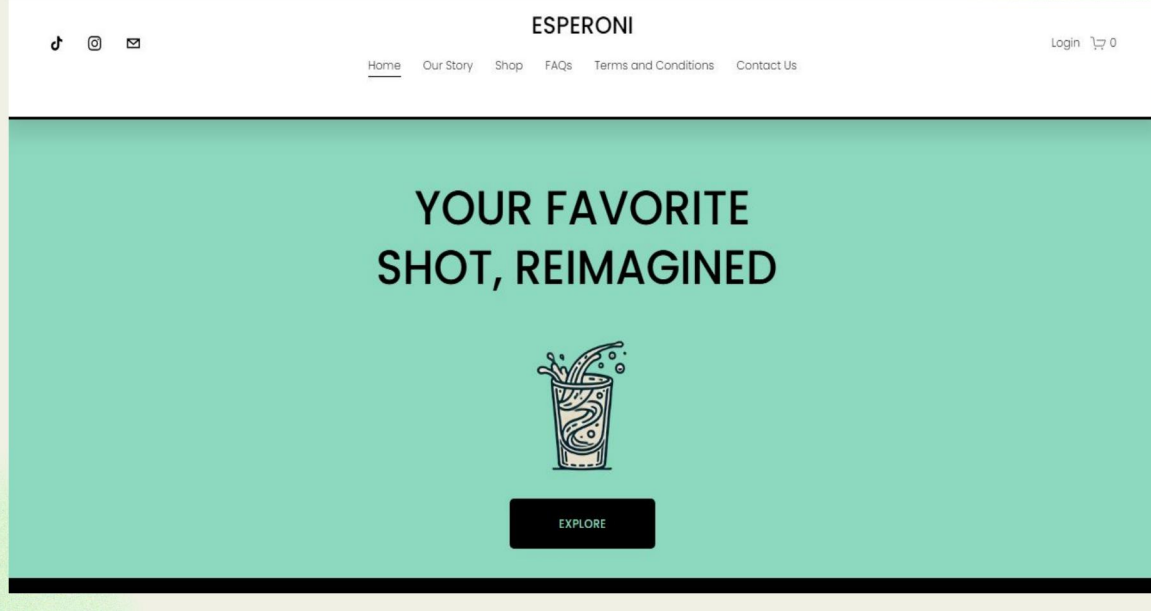 ESPERONI
Login 0
Home Our Story Shop FAQs Terms and Conditions Contact Us
YOUR FAVORITE
SHOT, REIMAGINED
EXPLORE